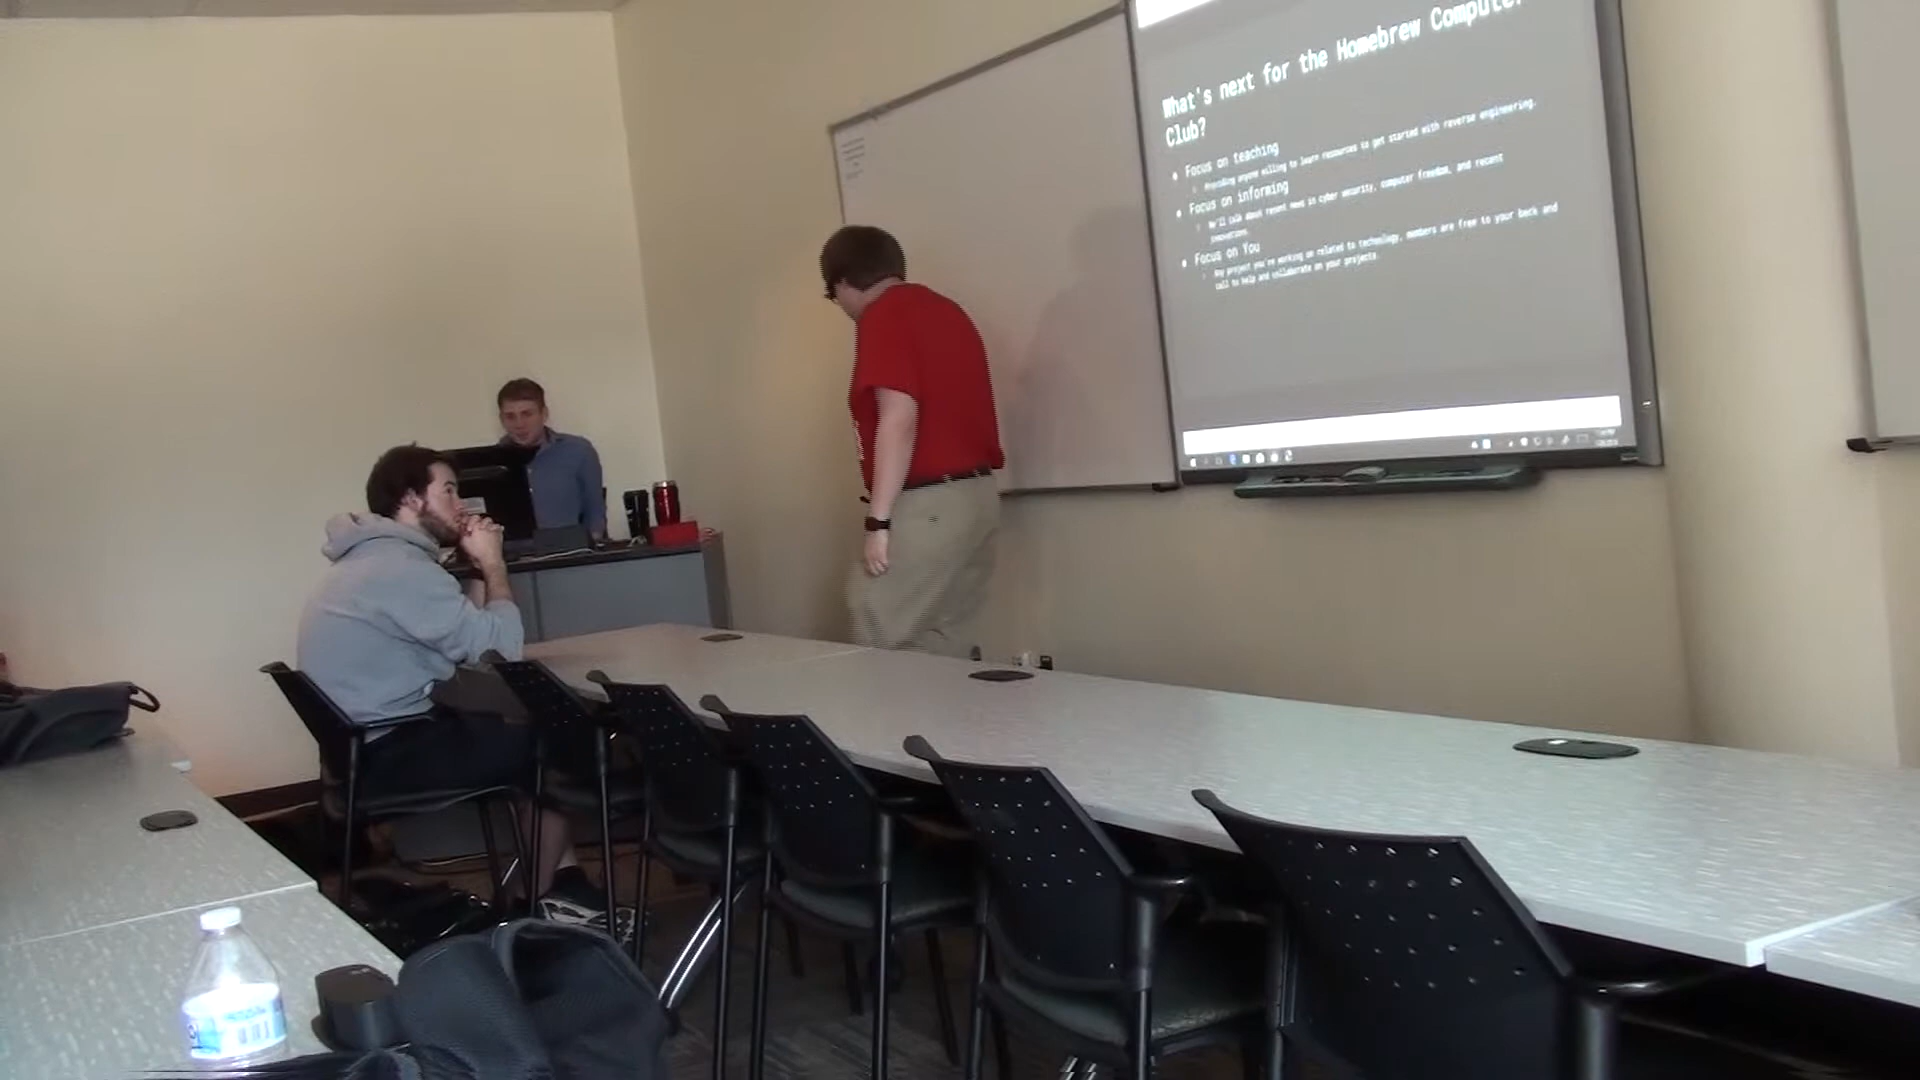 What's next for the Homebrew Computer
Club?
Focus on teaching
Providing anyone willing to learn resources to get started with reverse engineering.
Focus on informing
We'll talk about recent news in cyber security, computer freedom, and recent
innovations.
Focus on You
Any project you're working on related to technology, members are free to your beck and
call to help and collaborate on your projects